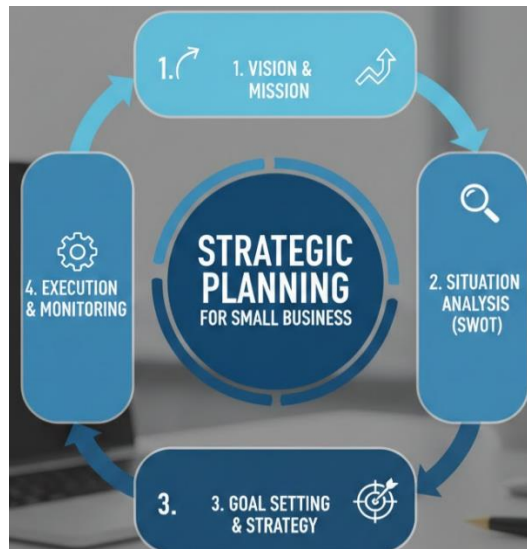 1.
1. VISION &
MISSION
STRATEGIC
PLANNING
FOR SMALL BUSINESS
2. SITUATION
ANALYSIS
(SWOT)
3.
3. GOAL SETTING
& STRATEGY
4. EXECUTION
& MONITORING